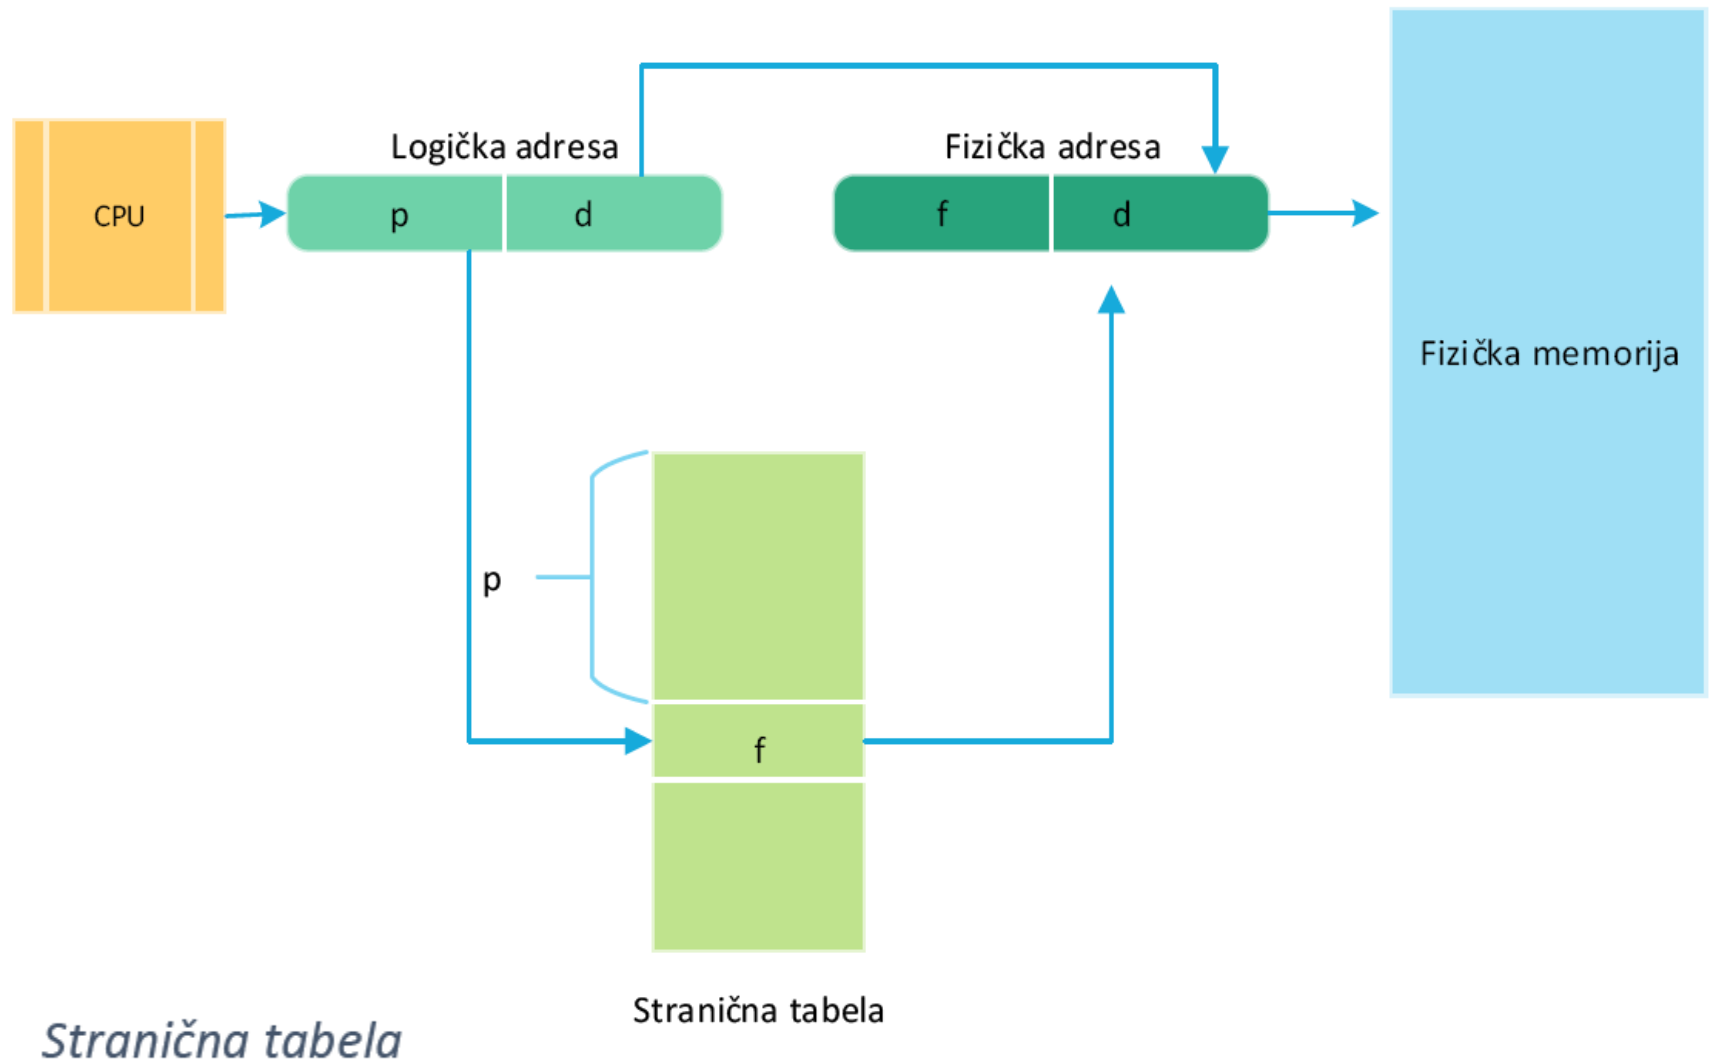 Logička adresa
Fizička adresa
CPU
p
d
f
d
Fizička memorija
p
f
Stranična tabela
Stranična tabela